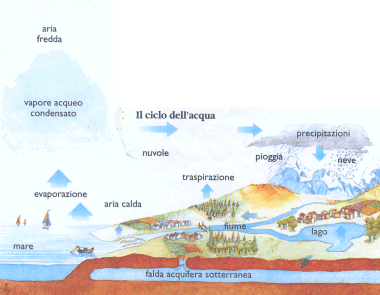 aria
fredda
vapore acqueo
condensato
Il ciclo dell'acqua
nuvole
precipitazioni
pioggia
neve
traspirazione
evaporazione
aria calda
fiume
lago
mare
falda acquifera sotterranea